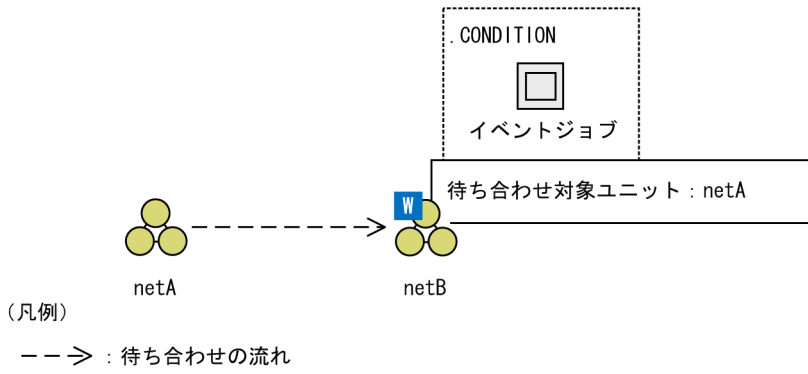 .CONDITION
イベントジョブ
待ち合わせ対象ユニット：netA
W
netA
netB
（凡例）
：待ち合わせの流れ